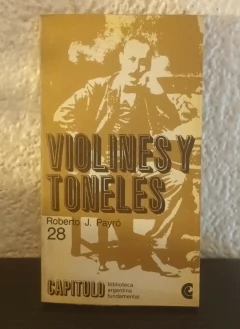 VIOLINES Y
TONELES
Roberto J. Payró
28
CAPITULO
biblioteca
argentina
fundamental